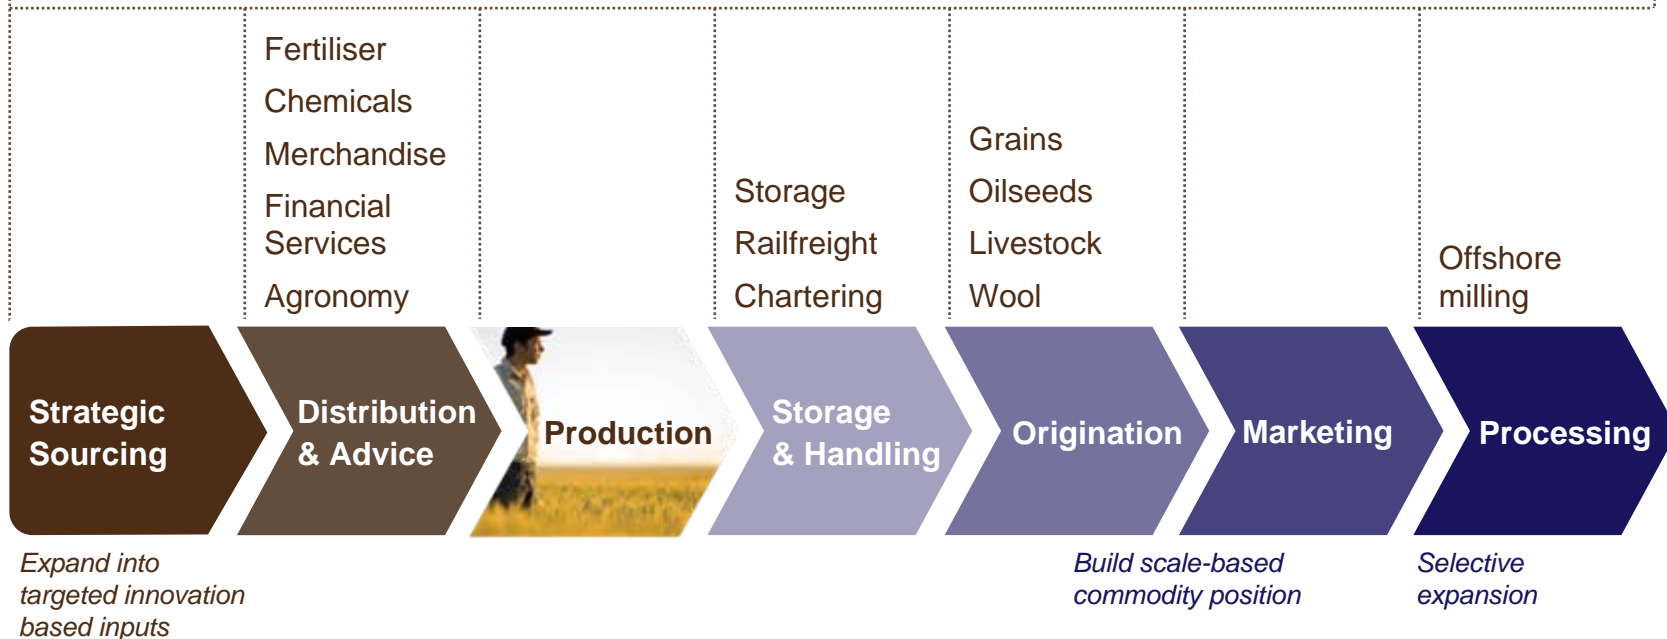 Fertiliser
Chemicals
Merchandise
Financial
Services
Agronomy
Storage
Railfreight
Chartering
Grains
Oilseeds
Livestock
Wool
Offshore
milling
Strategic
Sourcing
Distribution
& Advice
Production
Storage
& Handling
Origination
Marketing
Processing
Expand into
targeted innovation
based inputs
Build scale-based
commodity position
Selective
expansion